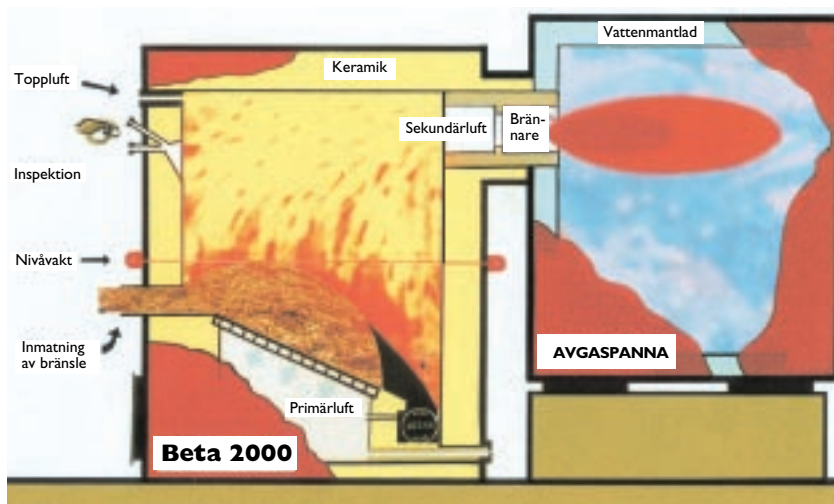 Vattenmantlad
Keramik
Toppluft
Sekundärluft
Brän-
nare
Inspektion
Nivåvakt
Inmatning
av bränsle
AVGASPANNA
Primärluft
Beta 2000